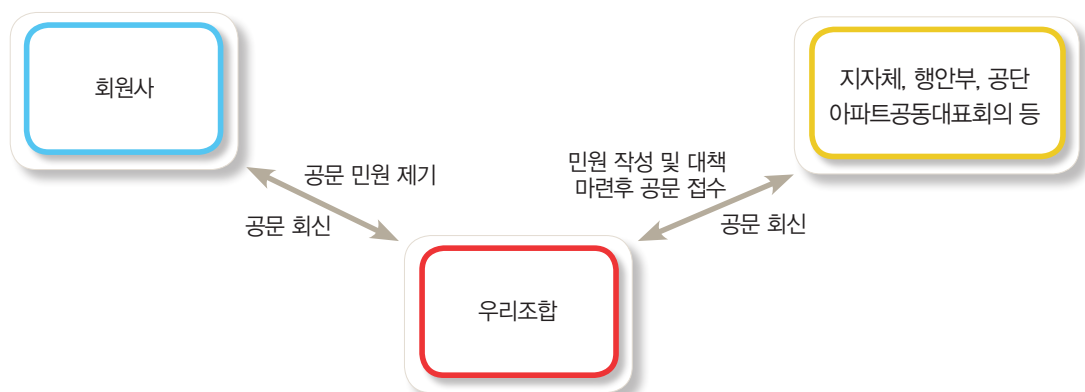 회원사
지자체, 행안부, 공단
아파트공동대표회의 등
공문 민원 제기
공문 회신
민원 작성 및 대책
마련후 공문 접수
공문 회신
우리조합